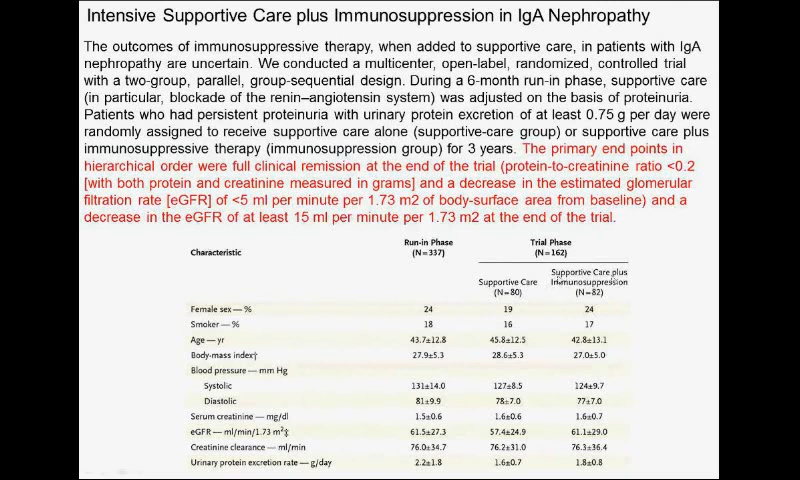 Intensive Supportive Care plus Immunosuppression in IgA Nephropathy
The outcomes of immunosuppressive therapy, when added to supportive care, in patients with IgA
nephropathy are uncertain. We conducted a multicenter, open-label, randomized, controlled trial
with a two-group, parallel, group-sequential design. During a 6-month run-in phase, supportive care
(in particular, blockade of the renin–angiotensin system) was adjusted on the basis of proteinuria.
Patients who had persistent proteinuria with urinary protein excretion of at least 0.75 g per day were
randomly assigned to receive supportive care alone (supportive-care group) or supportive care plus
immunosuppressive therapy (immunosuppression group) for 3 years. The primary end points in
hierarchical order were full clinical remission at the end of the trial (protein-to-creatinine ratio <0.2
[with both protein and creatinine measured in grams] and a decrease in the estimated glomerular
filtration rate [eGFR] of <5 ml per minute per 1.73 m2 of body-surface area from baseline) and a
decrease in the eGFR of at least 15 ml per minute per 1.73 m2 at the end of the trial.
Characteristic Run-in Phase (N=337) Trial Phase (N=162)
Supportive Care (N=80) Supportive Care plus Immunosuppression (N=82)
Female sex — % 24 19 24
Smoker — % 18 16 17
Age — yr 43.7±12.8 45.8±12.5 42.8±13.1
Body-mass index† 27.9±5.3 28.6±5.3 27.0±5.0
Blood pressure — mm Hg
Systolic 131±14.0 127±8.5 124±9.7
Diastolic 81±9.9 78±7.0 77±7.0
Serum creatinine — mg/dl 1.5±0.6 1.6±0.6 1.6±0.7
eGFR — ml/min/1.73 m²‡ 61.5±27.3 57.4±24.9 61.1±29.0
Creatinine clearance — ml/min 76.0±34.7 76.2±31.0 76.3±36.4
Urinary protein excretion rate — g/day 2.2±1.8 1.6±0.7 1.8±0.8